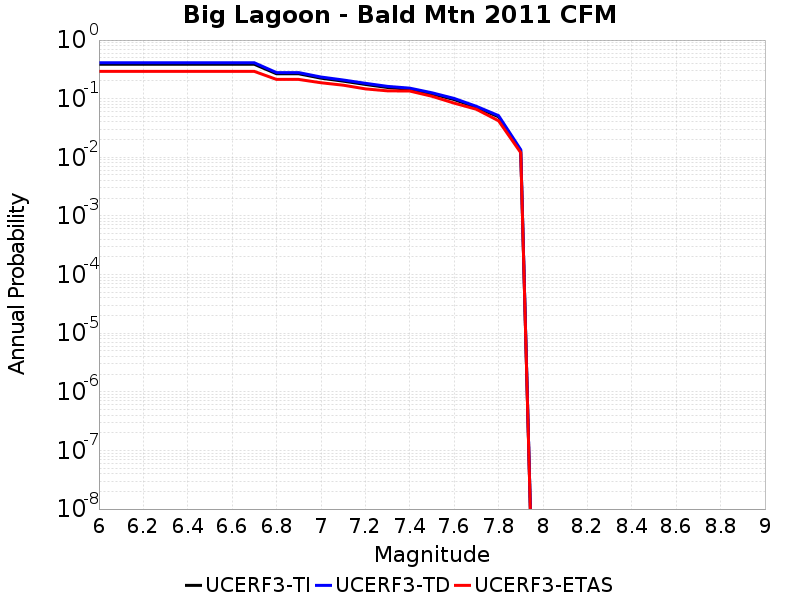 Big Lagoon - Bald Mtn 2011 CFM
Annual Probability
10^0
10^-1
10^-2
10^-3
10^-4
10^-5
10^-6
10^-7
10^-8
6 6.2 6.4 6.6 6.8 7 7.2 7.4 7.6 7.8 8 8.2 8.4 8.6 8.8 9
Magnitude
UCERF3-TI UCERF3-TD UCERF3-ETAS